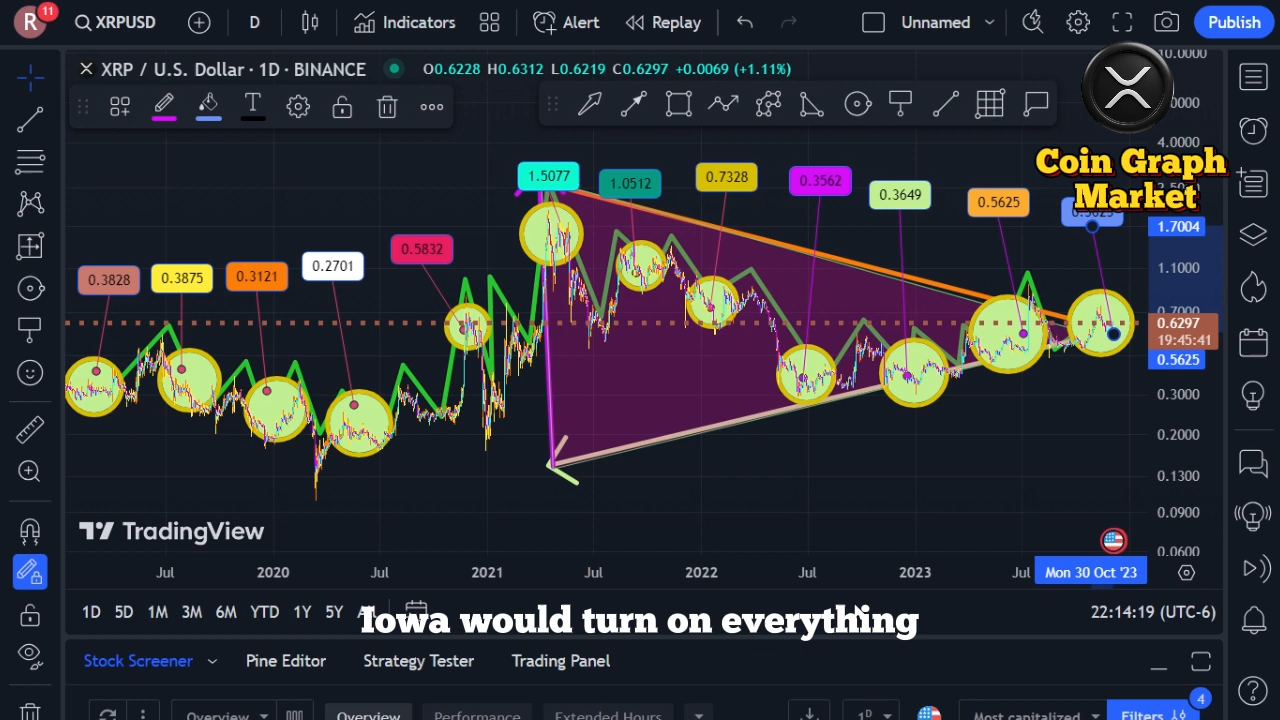 R
11
XRPUSD
D
Indicators
Alert
Replay
Unnamed
Publish
XRP / U.S. Dollar · 1D · BINANCE
O0.6228 H0.6312 L0.6219 C0.6297 +0.0069 (+1.11%)
T
Coin Graph
Market
10.0000
4.0000
1.7004
1.1000
0.6297
19:45:41
0.5625
0.3000
0.2000
0.1300
0.0900
0.0600
1.5077
1.0512
0.7328
0.3562
0.3649
0.5625
0.5832
0.2701
0.3121
0.3875
0.3828
TradingView
Jul
2020
Jul
2021
Jul
2022
Jul
2023
Jul
Mon 30 Oct '23
1D 5D 1M 3M 6M YTD 1Y 5Y
22:14:19 (UTC-6)
Iowa would turn on everything
Stock Screener
Pine Editor
Strategy Tester
Trading Panel
4
Overview
Overview
Performance
Extended Hours
1D
Most capitalized
Filters